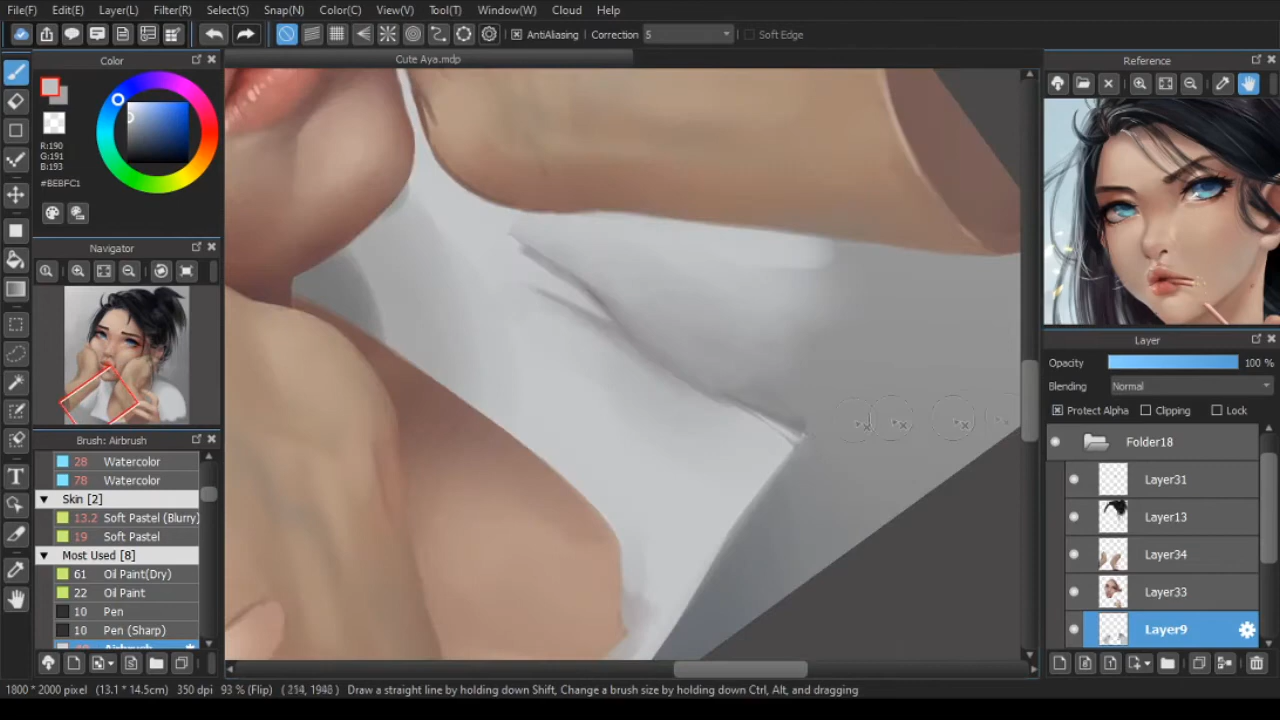 File(F) Edit(E) Layer(L) Filter(R) Select(S) Snap(N) Color(C) View(V) Tool(T) Window(W) Cloud Help
AntiAliasing Correction 5 Soft Edge
Color
Cute Aya.mdp
Reference
R:190
G:191
B:193
#BEBFC1
Navigator
Brush: Airbrush
28 Watercolor
78 Watercolor
Skin [2]
13.2 Soft Pastel (Blurry)
19 Soft Pastel
Most Used [8]
61 Oil Paint(Dry)
22 Oil Paint
10 Pen
10 Pen (Sharp)
Layer
Opacity 100 %
Blending Normal
Protect Alpha Clipping Lock
Folder18
Layer31
Layer13
Layer34
Layer33
Layer9
1800 * 2000 pixel (13.1 * 14.5cm) 350 dpi 93 % (Flip) ( 214, 1948 ) Draw a straight line by holding down Shift, Change a brush size by holding down Ctrl, Alt, and dragging